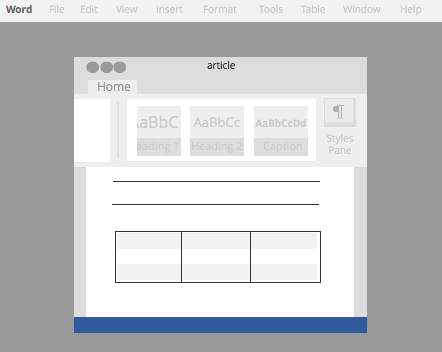 Word File Edit View Insert Format Tools Table Window Help
article
Home
AaBbC AaBbCc AaBbCcDd
eading 1 Heading 2 Caption
¶
Styles
Pane